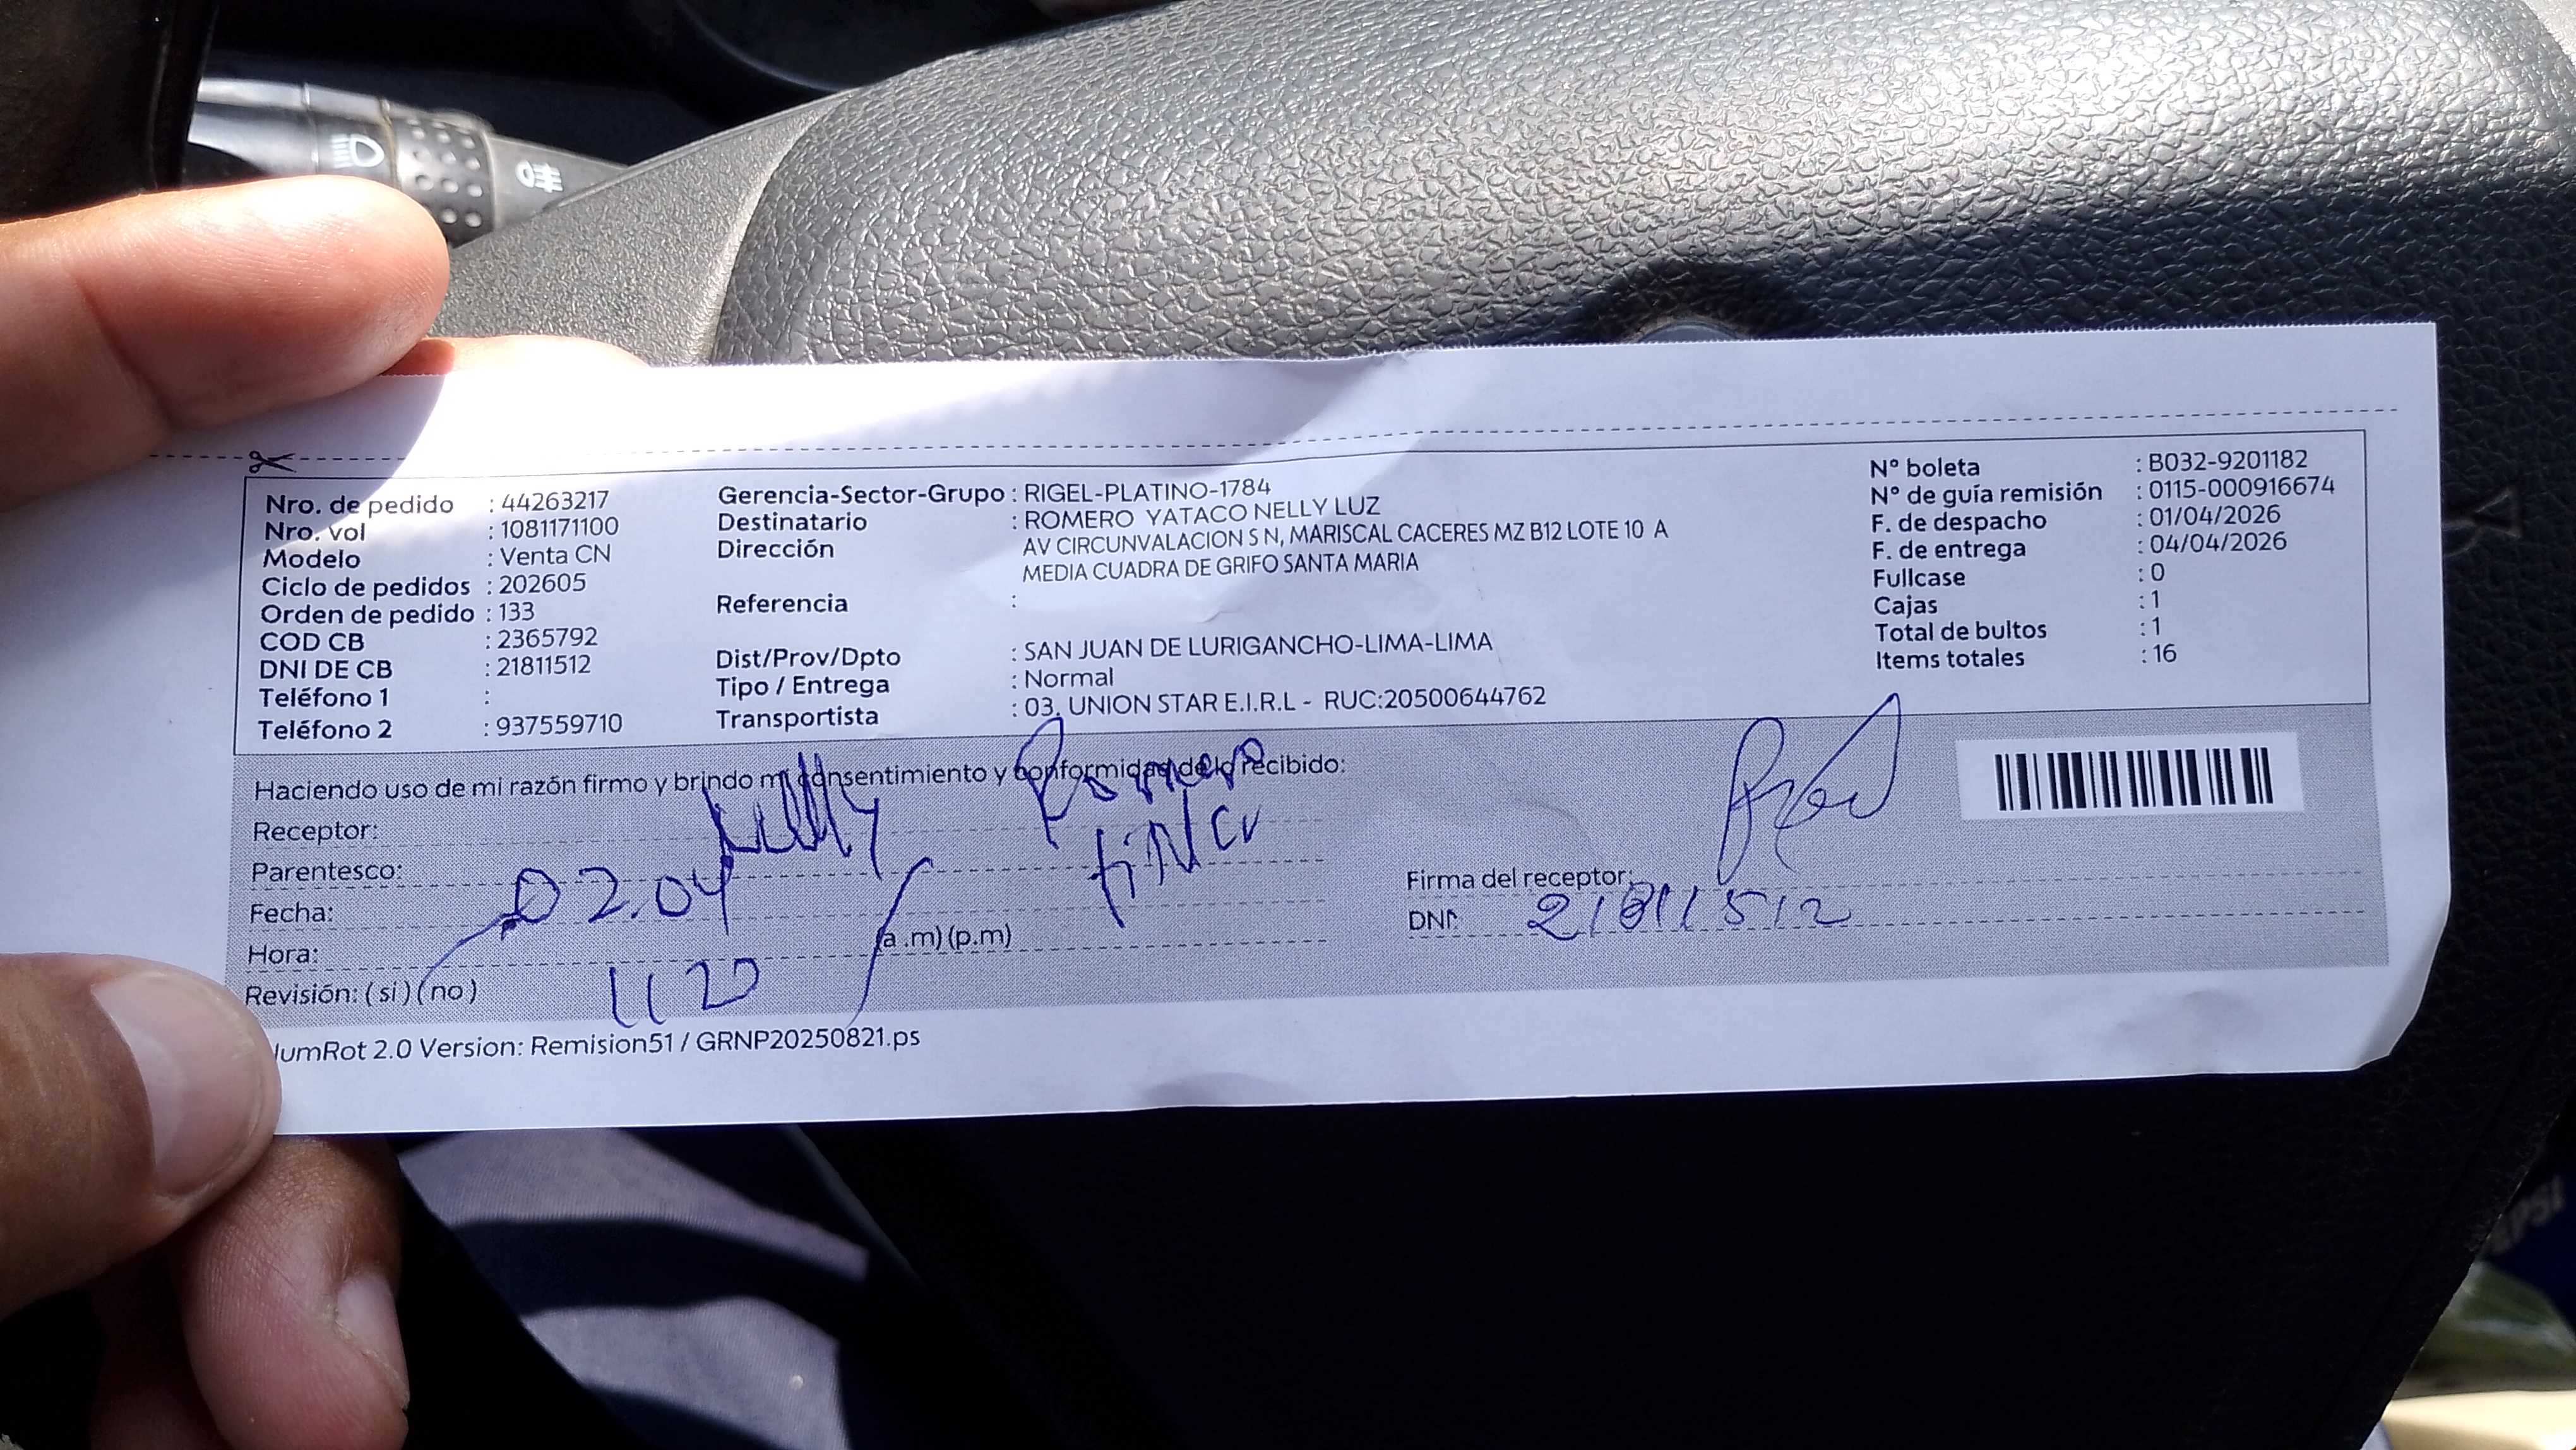 Nro. de pedido : 44263217
Nro. vol : 1081171100
Modelo : Venta CN
Ciclo de pedidos : 202605
Orden de pedido : 133
COD CB : 2365792
DNI DE CB : 21811512
Teléfono 1 :
Teléfono 2 : 937559710
Gerencia-Sector-Grupo : RIGEL-PLATINO-1784
Destinatario : ROMERO YATACO NELLY LUZ
Dirección AV CIRCUNVALACION S N, MARISCAL CACERES MZ B12 LOTE 10 A
MEDIA CUADRA DE GRIFO SANTA MARIA
Referencia :
Dist/Prov/Dpto : SAN JUAN DE LURIGANCHO-LIMA-LIMA
Tipo / Entrega : Normal
Transportista : 03. UNION STAR E.I.R.L - RUC:20500644762
N° boleta : B032-9201182
N° de guía remisión : 0115-000916674
F. de despacho : 01/04/2026
F. de entrega : 04/04/2026
Fullcase : 0
Cajas : 1
Total de bultos : 1
Items totales : 16
Haciendo uso de mi razón firmo y brindo mi consentimiento y conformidad de lo recibido:
Receptor: Nelly Romero
Parentesco:
Fecha: 02.04
Hora: 11 20 (a .m) (p.m)
Revisión: ( si ) ( no )
Firma del receptor:
DNI: 21811512
umRot 2.0 Version: Remision51 / GRNP20250821.ps